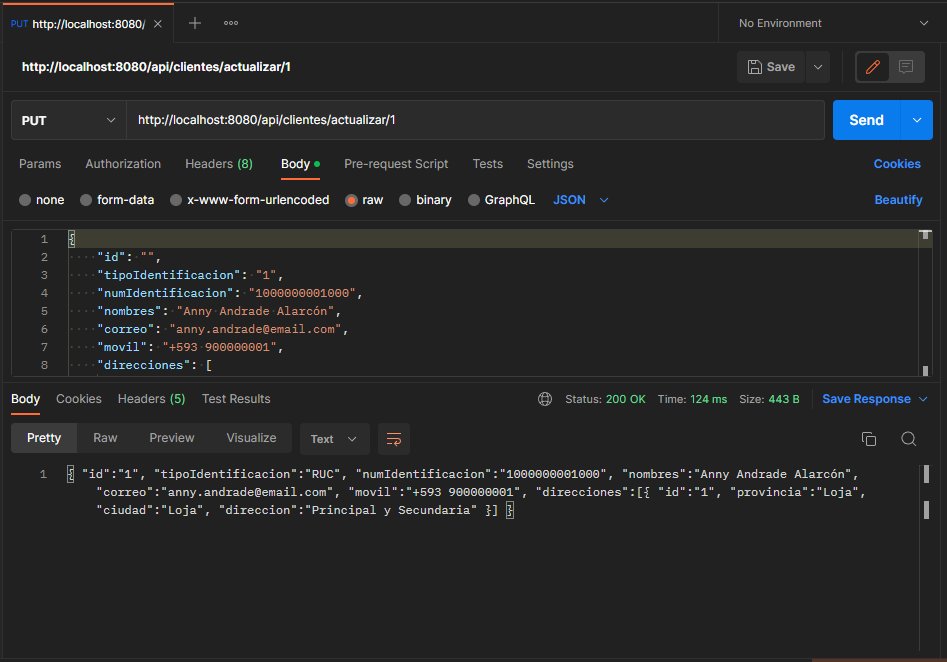 PUT http://localhost:8080/
No Environment
http://localhost:8080/api/clientes/actualizar/1
Save
PUT
http://localhost:8080/api/clientes/actualizar/1
Send
Params Authorization Headers (8) Body Pre-request Script Tests Settings Cookies
none form-data x-www-form-urlencoded raw binary GraphQL JSON Beautify
1 {
2 "id": "",
3 "tipoIdentificacion": "1",
4 "numIdentificacion": "1000000001000",
5 "nombres": "Anny Andrade Alarcón",
6 "correo": "anny.andrade@email.com",
7 "movil": "+593 900000001",
8 "direcciones": [
Body Cookies Headers (5) Test Results Status: 200 OK Time: 124 ms Size: 443 B Save Response
Pretty Raw Preview Visualize Text
1 { "id":"1", "tipoIdentificacion":"RUC", "numIdentificacion":"1000000001000", "nombres":"Anny Andrade Alarcón",
"correo":"anny.andrade@email.com", "movil":"+593 900000001", "direcciones":[{ "id":"1", "provincia":"Loja",
"ciudad":"Loja", "direccion":"Principal y Secundaria" }] }